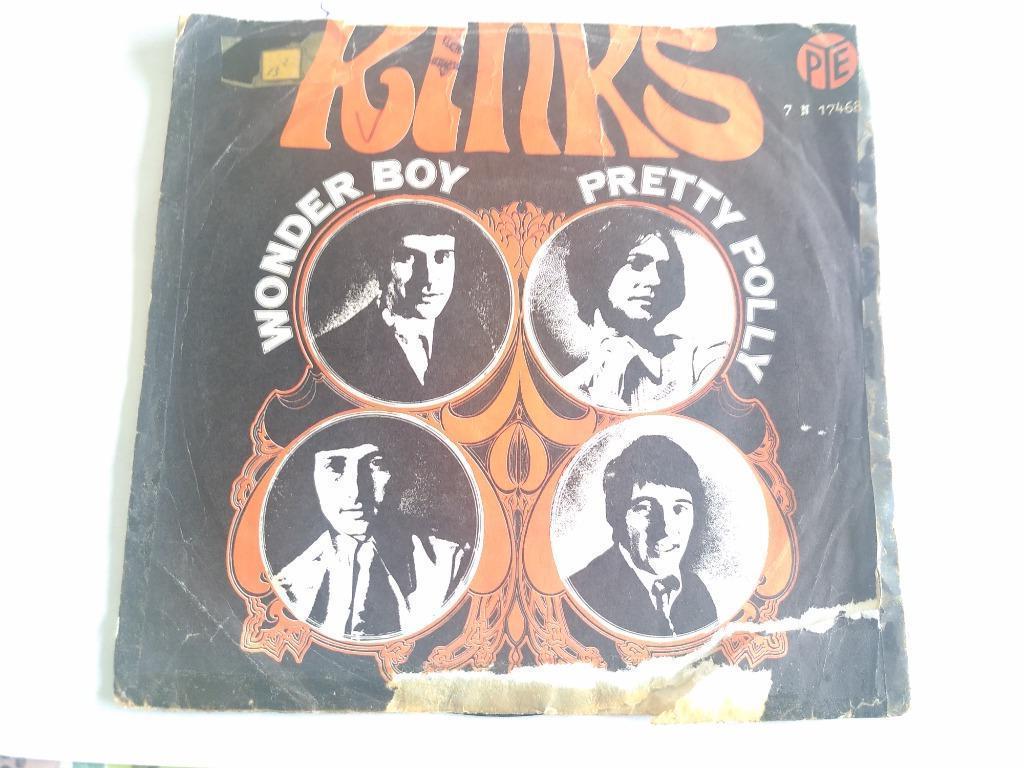 KINKS
PYE
7 N 17468
WONDER BOY
PRETTY POLLY